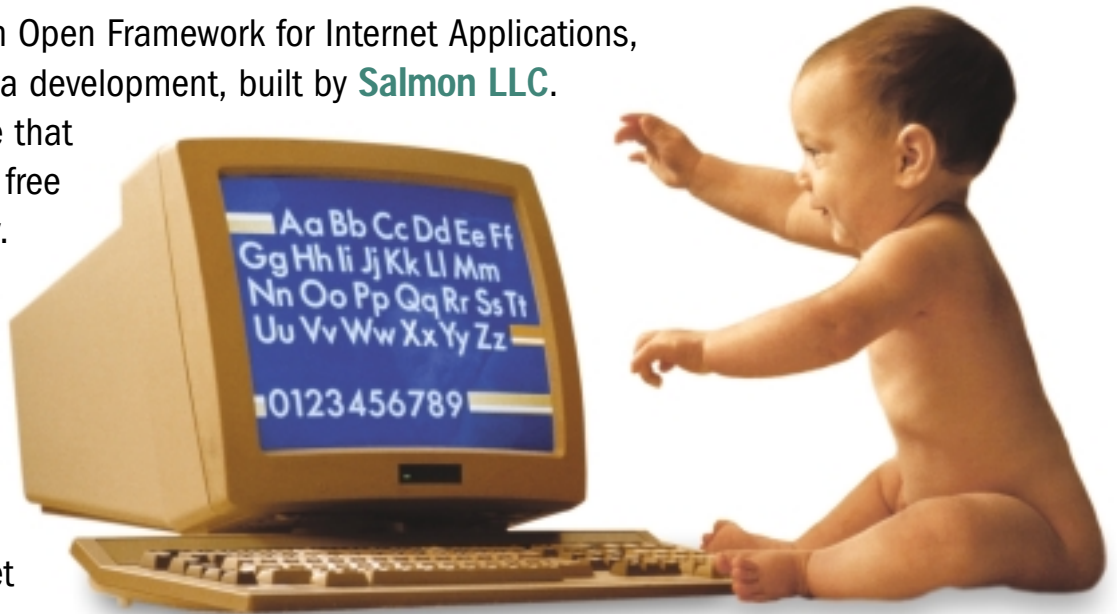 Open Framework for Internet Applications,
a development, built by Salmon LLC.
that
free
Aa Bb Cc Dd Ee Ff
Gg Hh Ii Jj Kk Ll Mm
Nn Oo Pp Qq Rr Ss Tt
Uu Vv Ww Xx Yy Zz
0123456789